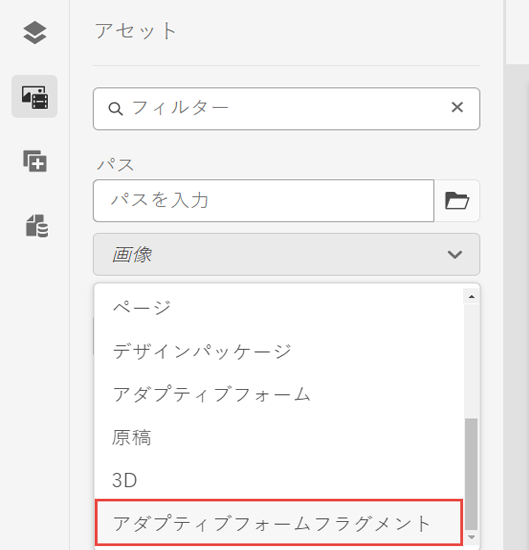 アセット
フィルター
パス
パスを入力
画像
ページ
デザインパッケージ
アダプティブフォーム
原稿
3D
アダプティブフォームフラグメント